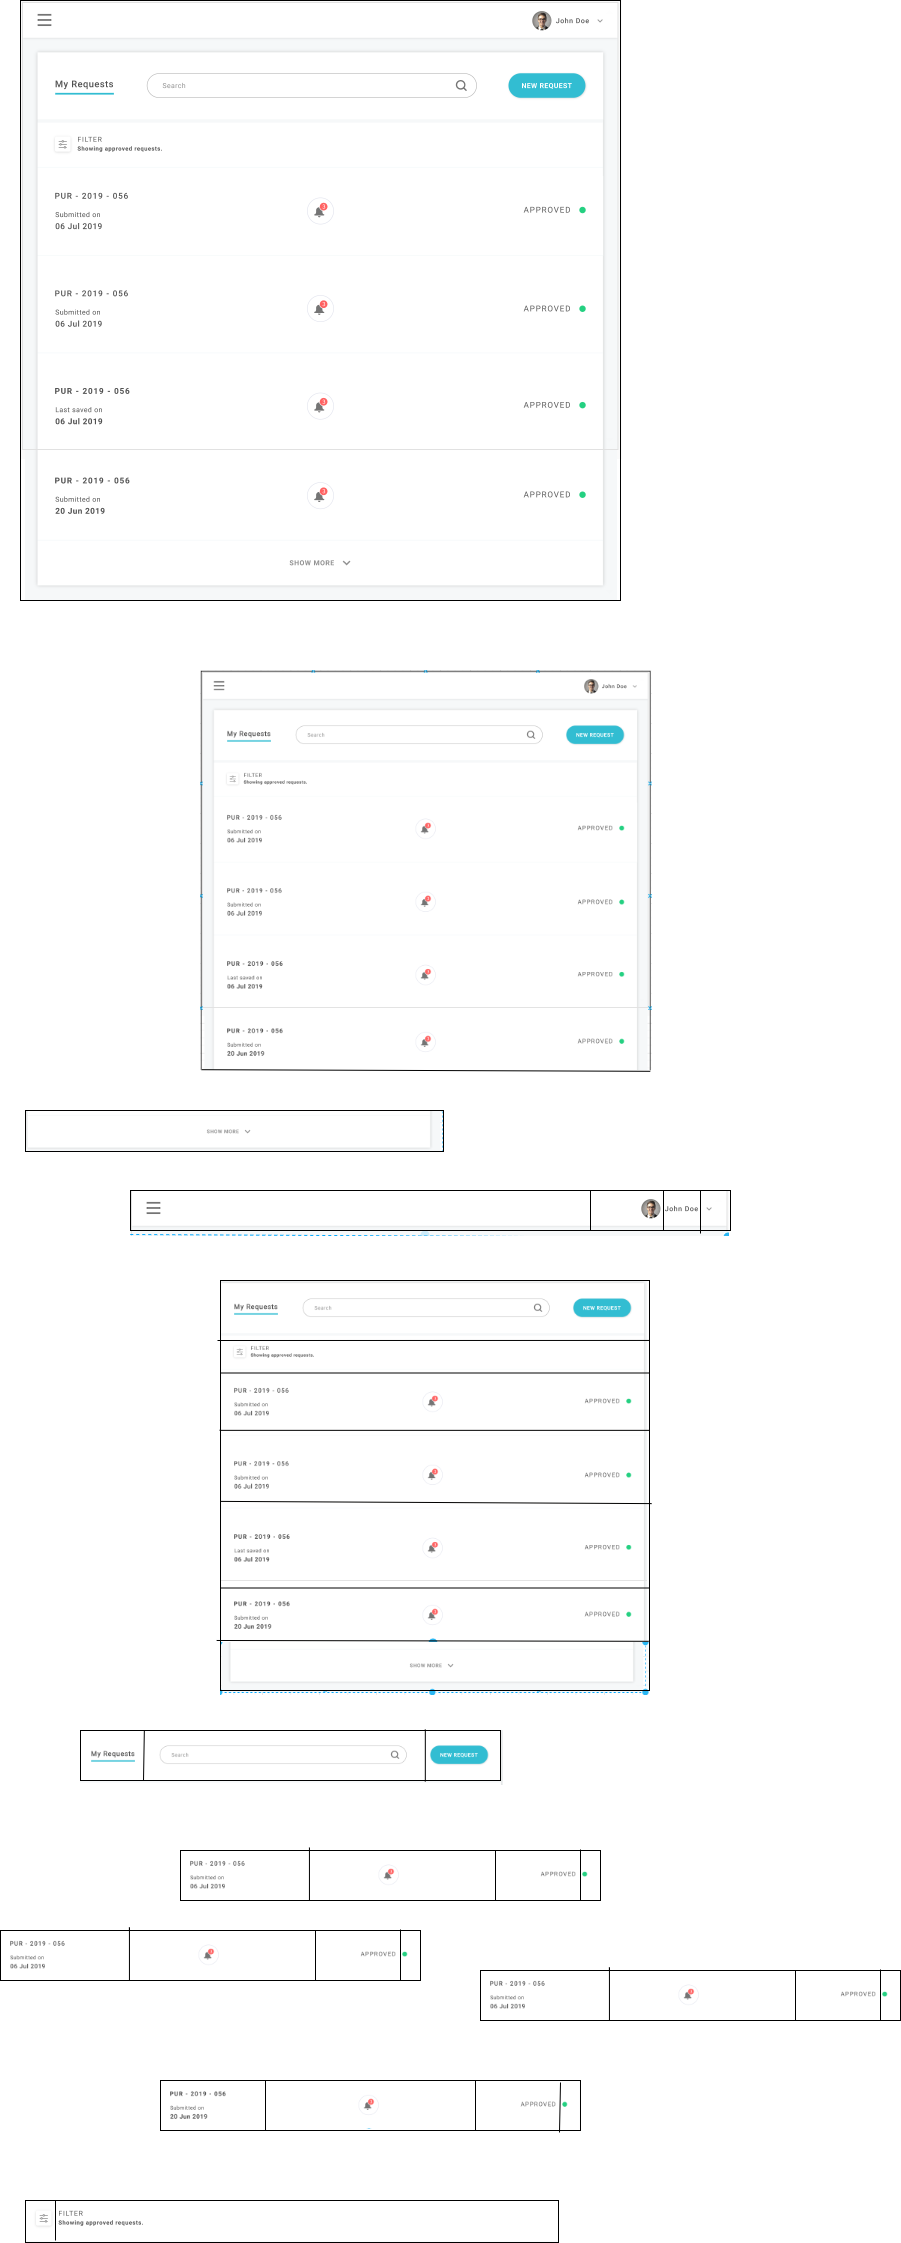 John Doe
My Requests
Search
NEW REQUEST
FILTER
Showing approved requests.
PUR - 2019 - 056
Submitted on
06 Jul 2019
3
APPROVED
PUR - 2019 - 056
Submitted on
06 Jul 2019
3
APPROVED
PUR - 2019 - 056
Last saved on
06 Jul 2019
3
APPROVED
PUR - 2019 - 056
Submitted on
20 Jun 2019
3
APPROVED
SHOW MORE
John Doe
My Requests
Search
NEW REQUEST
FILTER
Showing approved requests.
PUR - 2019 - 056
Submitted on
06 Jul 2019
APPROVED
PUR - 2019 - 056
Submitted on
06 Jul 2019
APPROVED
PUR - 2019 - 056
Last saved on
06 Jul 2019
APPROVED
PUR - 2019 - 056
Submitted on
20 Jun 2019
APPROVED
SHOW MORE
John Doe
My Requests
Search
NEW REQUEST
FILTER
Showing approved requests.
PUR - 2019 - 056
Submitted on
06 Jul 2019
APPROVED
PUR - 2019 - 056
Submitted on
06 Jul 2019
APPROVED
PUR - 2019 - 056
Last saved on
06 Jul 2019
APPROVED
PUR - 2019 - 056
Submitted on
20 Jun 2019
APPROVED
SHOW MORE
My Requests
Search
NEW REQUEST
PUR - 2019 - 056
Submitted on
06 Jul 2019
APPROVED
PUR - 2019 - 056
Submitted on
06 Jul 2019
APPROVED
PUR - 2019 - 056
Submitted on
06 Jul 2019
APPROVED
PUR - 2019 - 056
Submitted on
20 Jun 2019
APPROVED
FILTER
Showing approved requests.